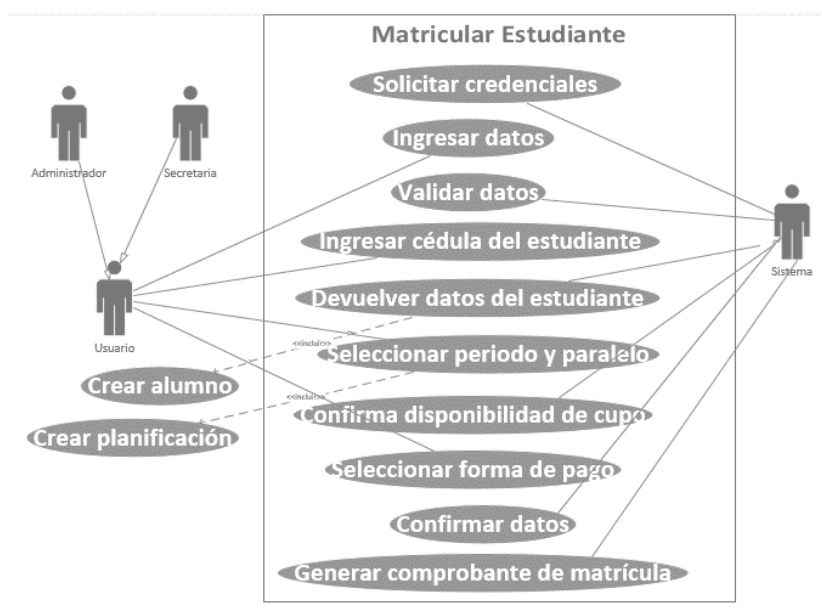 Matricular Estudiante
Solicitar credenciales
Ingresar datos
Administrador
Secretaria
Validar datos
Ingresar cédula del estudiante
Sistema
Devuelver datos del estudiante
Usuario
<<incluir>>
Seleccionar periodo y paralelo
Crear alumno
<<incluir>>
Confirma disponibilidad de cupo
Crear planificación
Seleccionar forma de pago
Confirmar datos
Generar comprobante de matrícula